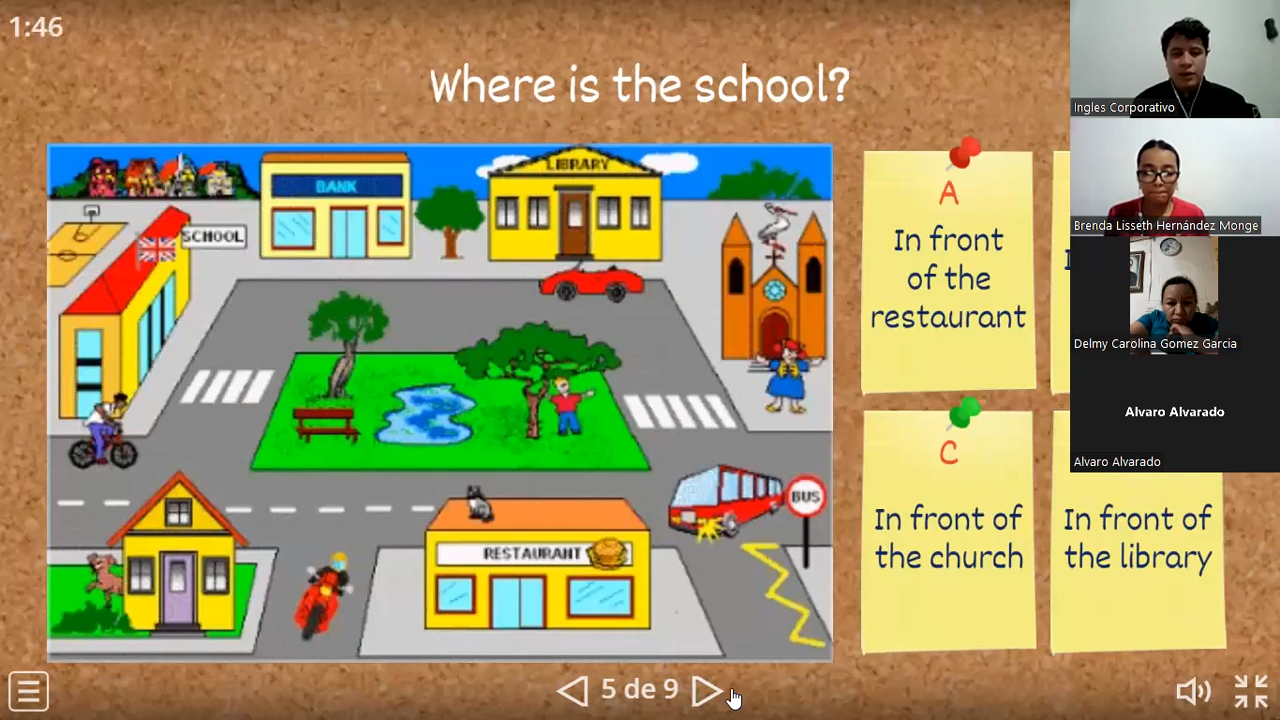 1:46
Where is the school?
BANK
LIBRARY
SCHOOL
BUS
RESTAURANT
A
In front
of the
restaurant
C
In front of
the church
In front of
the library
Ingles Corporativo
Brenda Lisseth Hernández Monge
Delmy Carolina Gomez Garcia
Alvaro Alvarado
Alvaro Alvarado
5 de 9